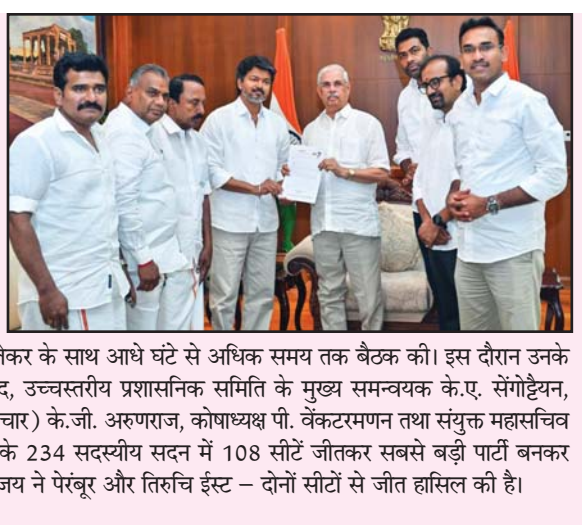 लेकर के साथ आधे घंटे से अधिक समय तक बैठक की। इस दौरान उनके
द, उच्चस्तरीय प्रशासनिक समिति के मुख्य समन्वयक के.ए. सेंगोट्टैयन,
चार) के.जी. अरुणराज, कोषाध्यक्ष पी. वेंकटरमणन तथा संयुक्त महासचिव
के 234 सदस्यीय सदन में 108 सीटें जीतकर सबसे बड़ी पार्टी बनकर
जय ने पेरंबूर और तिरुचि ईस्ट – दोनों सीटों से जीत हासिल की है।